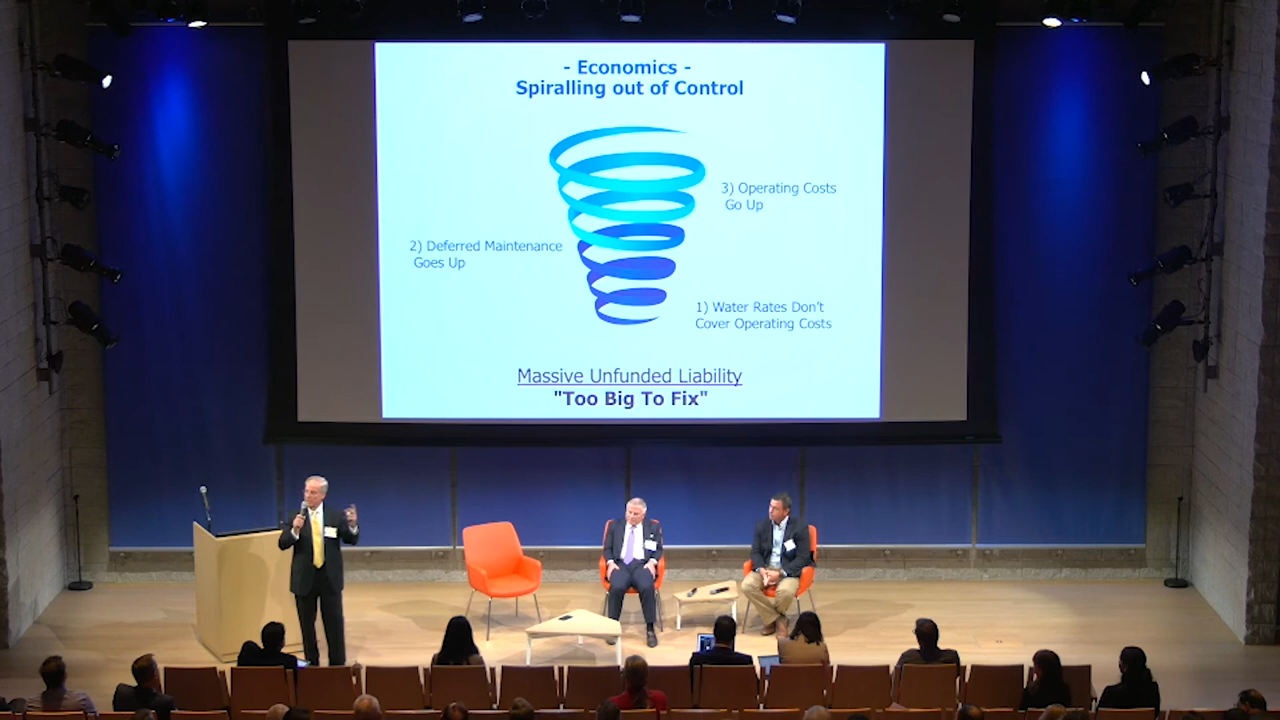 - Economics -
Spiralling out of Control
3) Operating Costs
Go Up
2) Deferred Maintenance
Goes Up
1) Water Rates Don't
Cover Operating Costs
Massive Unfunded Liability
"Too Big To Fix"